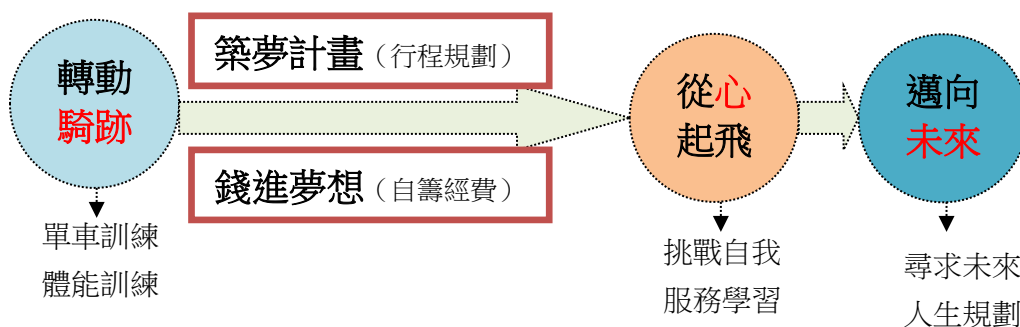 轉動
騎跡
單車訓練
體能訓練
築夢計畫（行程規劃）
錢進夢想（自籌經費）
從心
起飛
挑戰自我
服務學習
邁向
未來
尋求未來
人生規劃